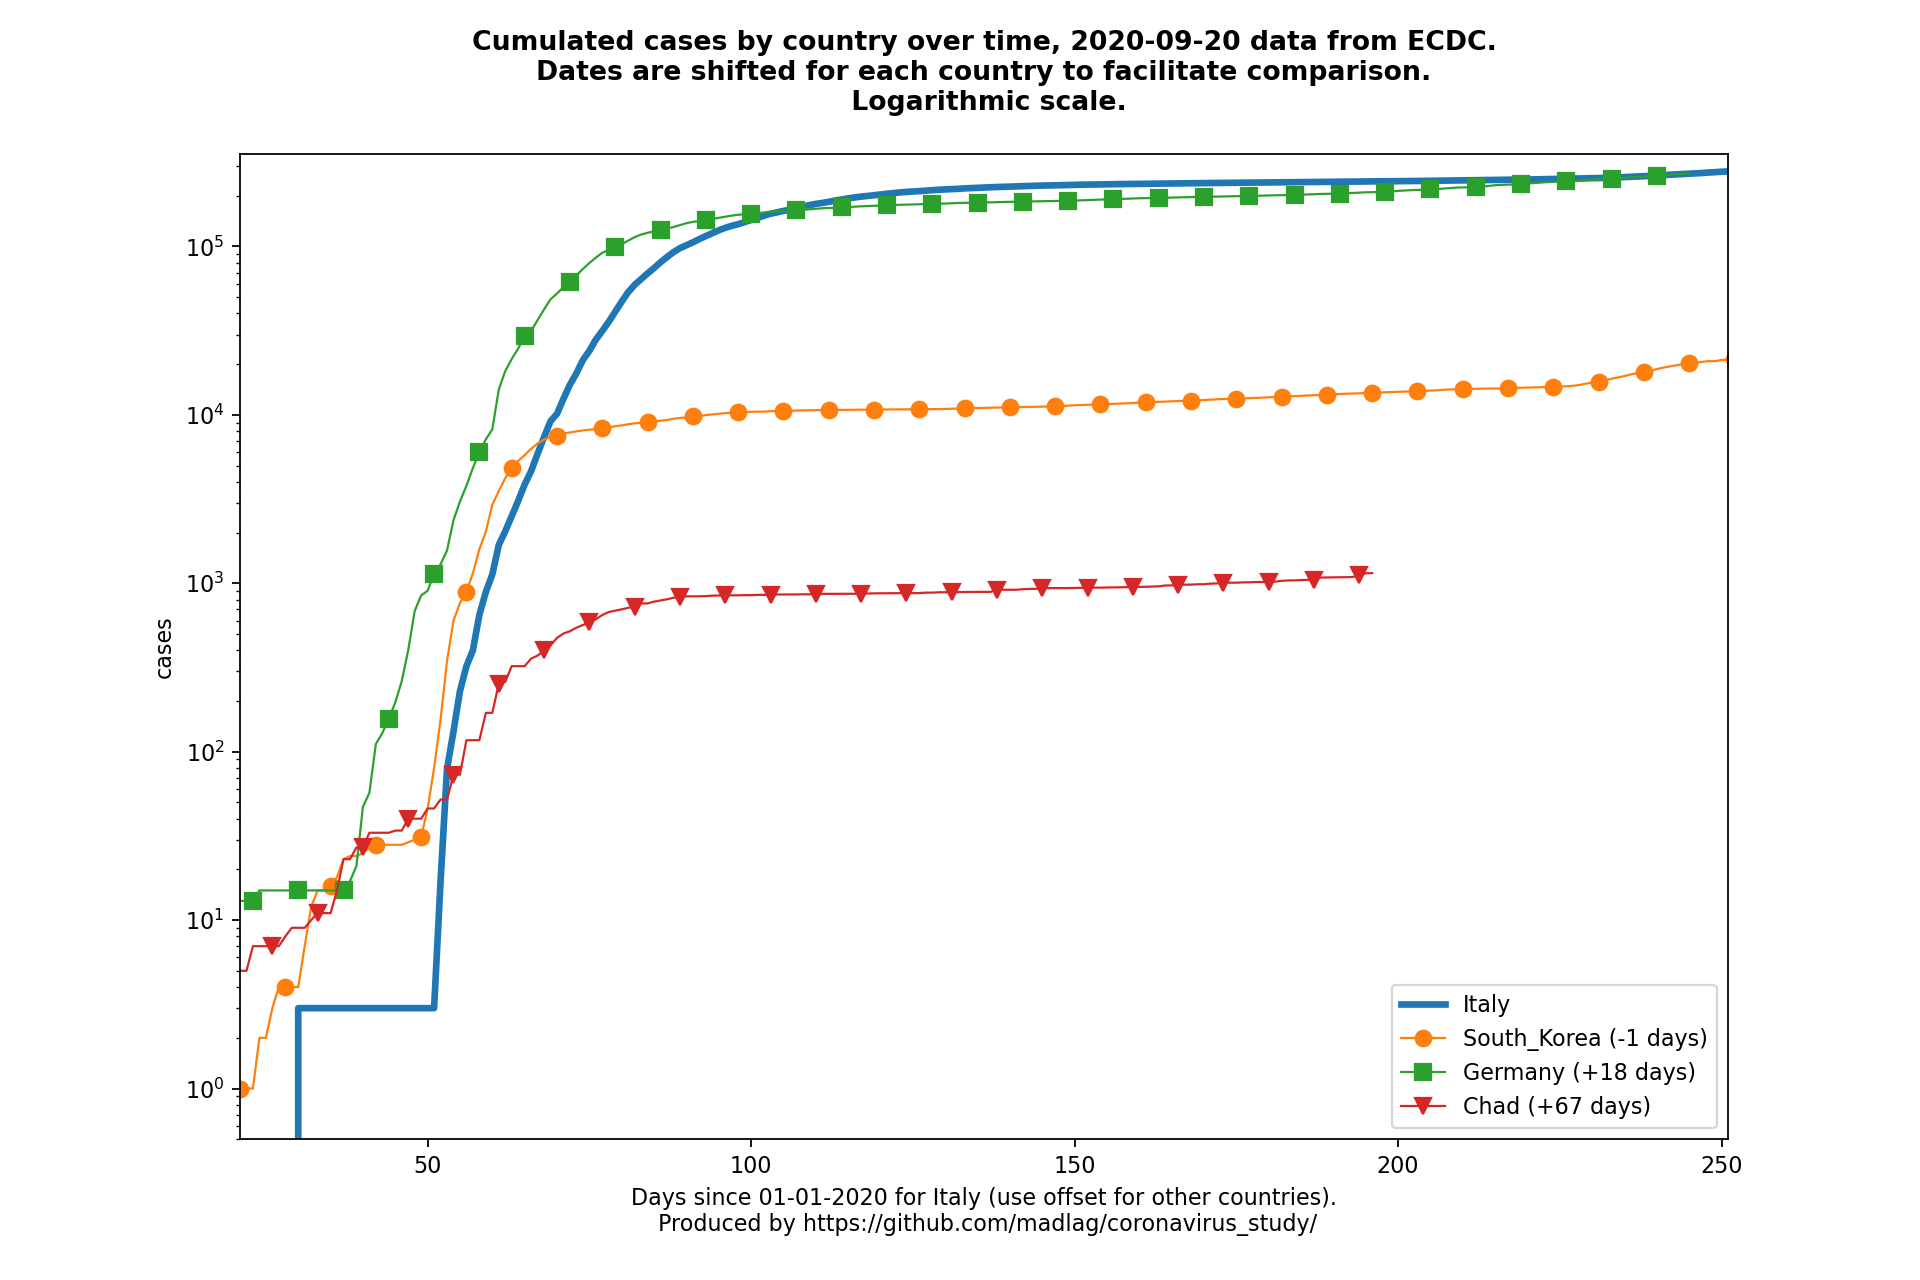 Cumulated cases by country over time, 2020-09-20 data from ECDC.
Dates are shifted for each country to facilitate comparison.
Logarithmic scale.
10^5
10^4
10^3
10^2
10^1
10^0
cases
Italy
South_Korea (-1 days)
Germany (+18 days)
Chad (+67 days)
50
100
150
200
250
Days since 01-01-2020 for Italy (use offset for other countries).
Produced by https://github.com/madlag/coronavirus_study/